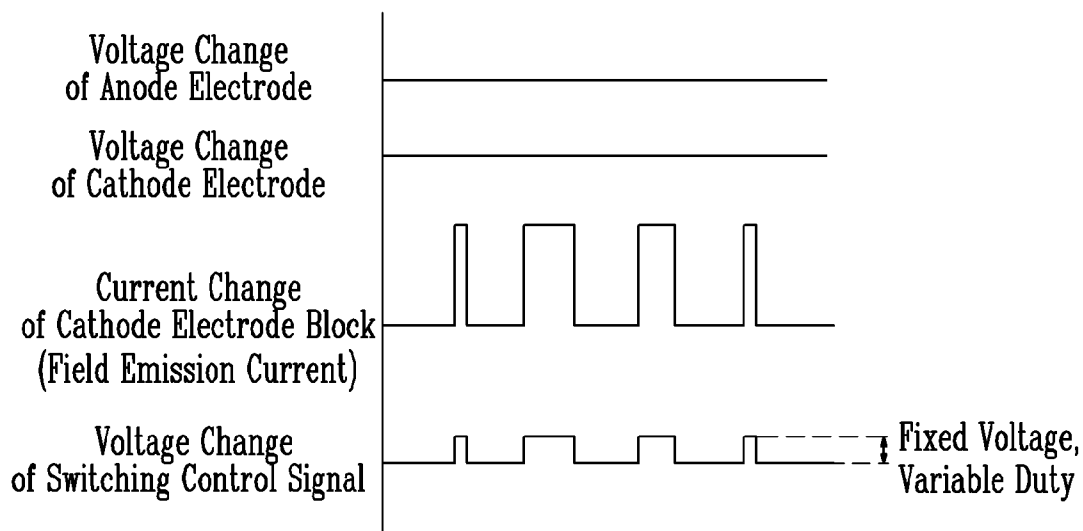 Voltage Change
of Anode Electrode
Voltage Change
of Cathode Electrode
Current Change
of Cathode Electrode Block
(Field Emission Current)
Voltage Change
of Switching Control Signal
Fixed Voltage,
Variable Duty